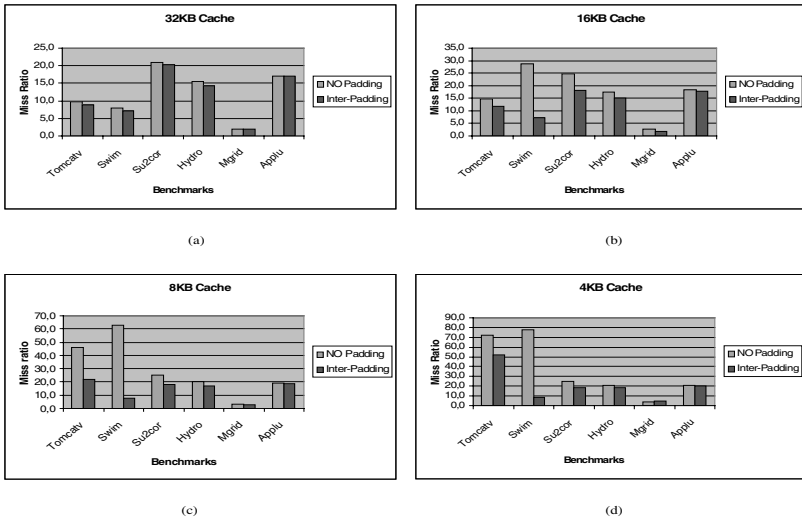 32KB Cache
25,0
20,0
15,0
10,0
5,0
0,0
Miss Ratio
Tomcatv
Swim
Su2cor
Hydro
Mgrid
Applu
Benchmarks
NO Padding
Inter-Padding
(a)
16KB Cache
35,0
30,0
25,0
20,0
15,0
10,0
5,0
0,0
Miss Ratio
Tomcatv
Swim
Su2cor
Hydro
Mgrid
Applu
Benchmarks
NO Padding
Inter-Padding
(b)
8KB Cache
70,0
60,0
50,0
40,0
30,0
20,0
10,0
0,0
Miss ratio
Tomcatv
Swim
Su2cor
Hydro
Mgrid
Applu
Benchmarks
NO Padding
Inter-Padding
(c)
4KB Cache
90,0
80,0
70,0
60,0
50,0
40,0
30,0
20,0
10,0
0,0
Miss Ratio
Tomcatv
Swim
Su2cor
Hydro
Mgrid
Applu
Benchmarks
NO Padding
Inter-Padding
(d)